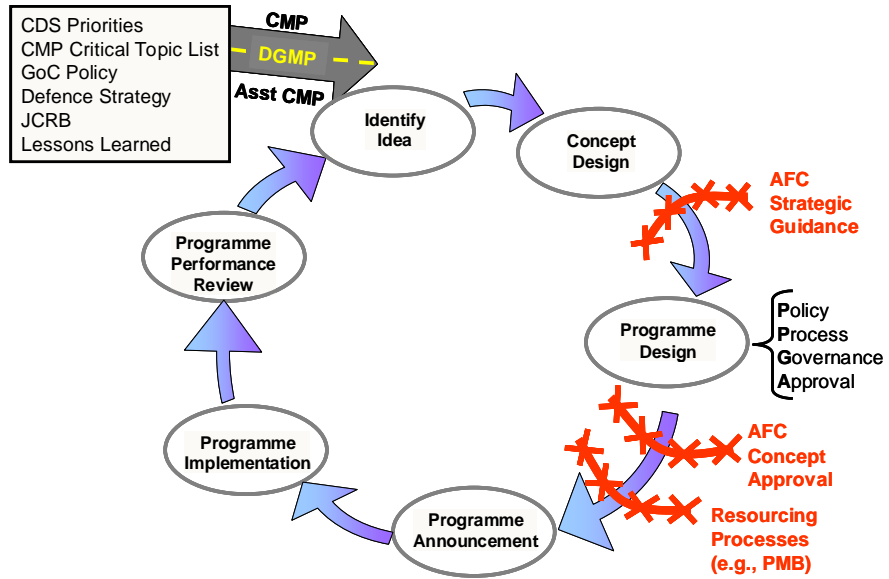 CDS Priorities
CMP Critical Topic List
GoC Policy
Defence Strategy
JCRB
Lessons Learned
CMP
DGMP
Asst CMP
Identify
Idea
Concept
Design
AFC
Strategic
Guidance
Programme
Design
Policy
Process
Governance
Approval
AFC
Concept
Approval
Resourcing
Processes
(e.g., PMB)
Programme
Announcement
Programme
Implementation
Programme
Performance
Review